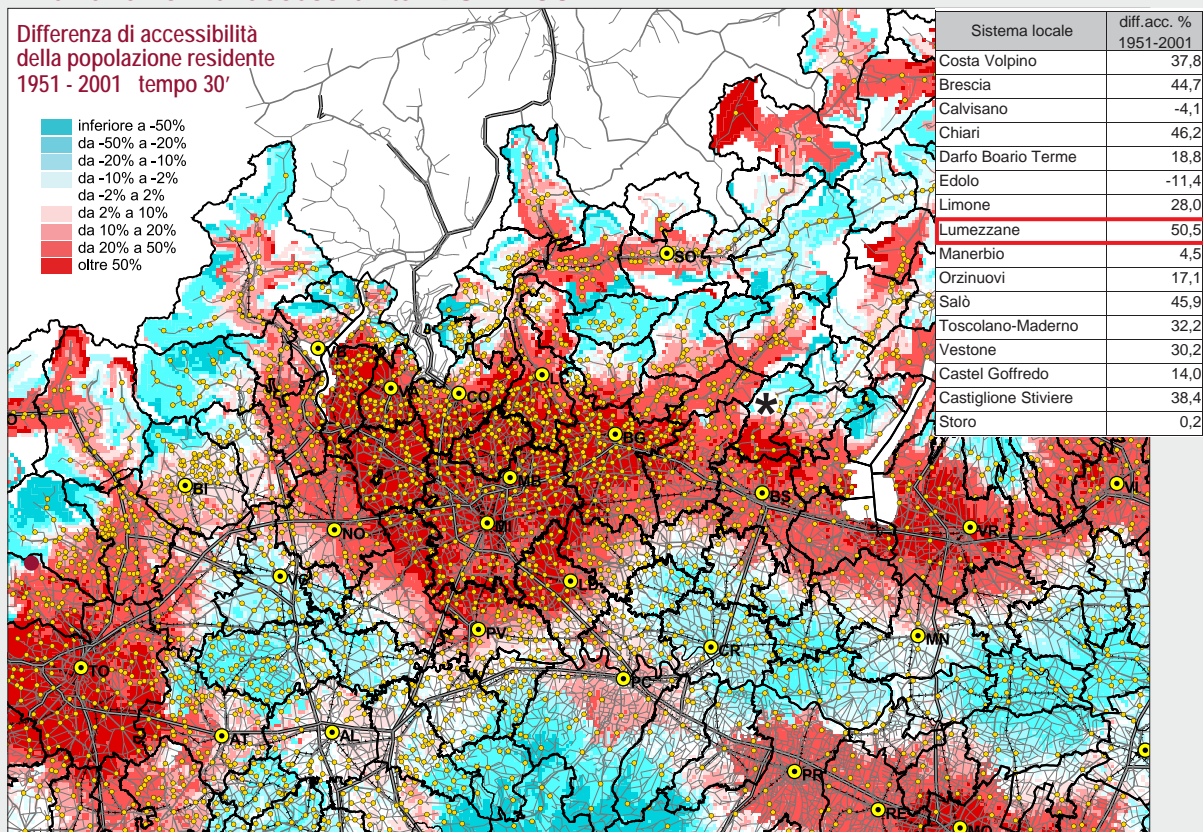 Differenza di accessibilità
della popolazione residente
1951 - 2001 tempo 30'
inferiore a -50%
da -50% a -20%
da -20% a -10%
da -10% a -2%
da -2% a 2%
da 2% a 10%
da 10% a 20%
da 20% a 50%
oltre 50%
Sistema locale diff.acc. % 1951-2001
Costa Volpino 37,8
Brescia 44,7
Calvisano -4,1
Chiari 46,2
Darfo Boario Terme 18,8
Edolo -11,4
Limone 28,0
Lumezzane 50,5
Manerbio 4,5
Orzinuovi 17,1
Salò 45,9
Toscolano-Maderno 32,2
Vestone 30,2
Castel Goffredo 14,0
Castiglione Stiviere 38,4
Storo 0,2
SO
VB
CO
*
BG
BI
MB
BS
VI
MI
NO
VR
VC
PV
MN
CR
TO
PC
AT
AL
PR
RE
MO